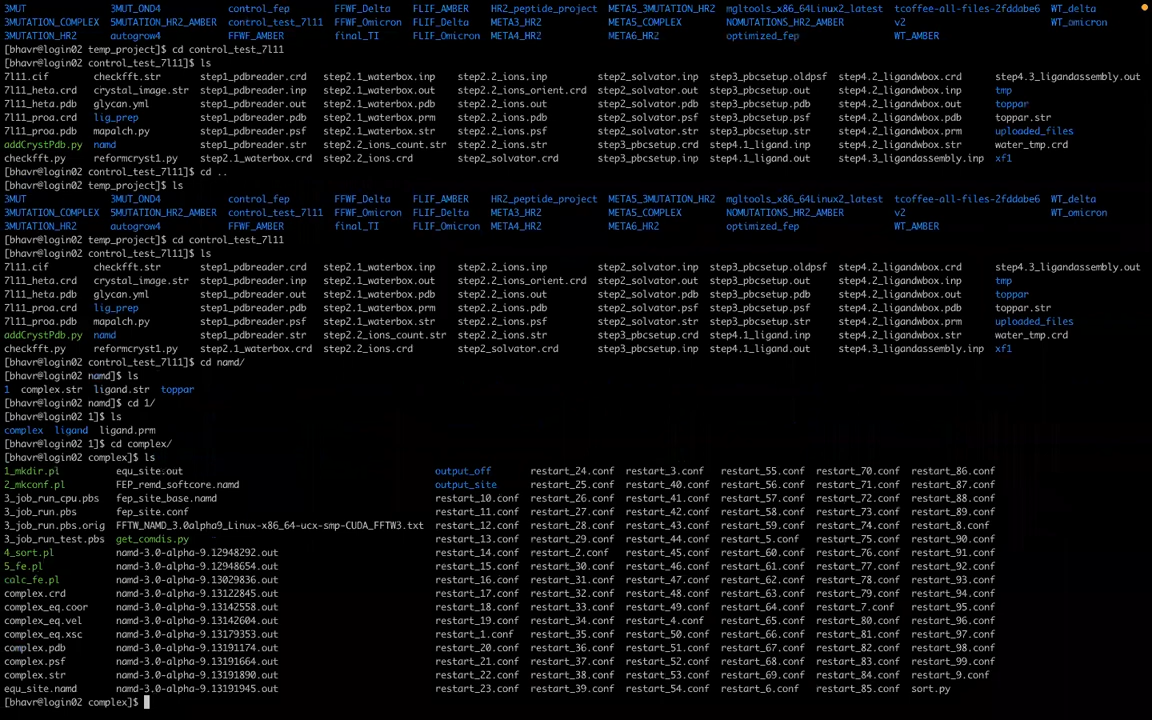 3MUT 3MUT_OND4 control_fep FFWF_Delta FLIF_AMBER HR2_peptide_project META5_3MUTATION_HR2 mgltools_x86_64Linux2_latest tcoffee-all-files-2fddabe6 WT_delta
3MUTATION_COMPLEX 5MUTATION_HR2_AMBER control_test_7l11 FFWF_Omicron FLIF_Delta META3_HR2 META5_COMPLEX NOMUTATIONS_HR2_AMBER v2 WT_omicron
3MUTATION_HR2 autogrow4 FFWF_AMBER final_TI FLIF_Omicron META4_HR2 META6_HR2 optimized_fep WT_AMBER
[bhavr@login02 temp_project]$ cd control_test_7l11
[bhavr@login02 control_test_7l11]$ ls
7l11.cif checkfft.str step1_pdbreader.crd step2.1_waterbox.inp step2.2_ions.inp step2_solvator.inp step3_pbcsetup.oldpsf step4.2_ligandwbox.crd step4.3_ligandassembly.out
7l11_heta.crd crystal_image.str step1_pdbreader.inp step2.1_waterbox.out step2.2_ions_orient.crd step2_solvator.out step3_pbcsetup.out step4.2_ligandwbox.inp tmp
7l11_heta.pdb glycan.yml step1_pdbreader.out step2.1_waterbox.pdb step2.2_ions.out step2_solvator.pdb step3_pbcsetup.pdb step4.2_ligandwbox.out toppar
7l11_proa.crd lig_prep step1_pdbreader.pdb step2.1_waterbox.prm step2.2_ions.pdb step2_solvator.psf step3_pbcsetup.psf step4.2_ligandwbox.pdb toppar.str
7l11_proa.pdb mapalch.py step1_pdbreader.psf step2.1_waterbox.str step2.2_ions.psf step2_solvator.str step3_pbcsetup.str step4.2_ligandwbox.prm uploaded_files
addCrystPdb.py namd step1_pdbreader.str step2.2_ions_count.str step2.2_ions.str step3_pbcsetup.crd step4.1_ligand.inp step4.2_ligandwbox.str water_tmp.crd
checkfft.py reformcryst1.py step2.1_waterbox.crd step2.2_ions.crd step2_solvator.crd step3_pbcsetup.inp step4.1_ligand.out step4.3_ligandassembly.inp xf1
[bhavr@login02 control_test_7l11]$ cd ..
[bhavr@login02 temp_project]$ ls
3MUT 3MUT_OND4 control_fep FFWF_Delta FLIF_AMBER HR2_peptide_project META5_3MUTATION_HR2 mgltools_x86_64Linux2_latest tcoffee-all-files-2fddabe6 WT_delta
3MUTATION_COMPLEX 5MUTATION_HR2_AMBER control_test_7l11 FFWF_Omicron FLIF_Delta META3_HR2 META5_COMPLEX NOMUTATIONS_HR2_AMBER v2 WT_omicron
3MUTATION_HR2 autogrow4 FFWF_AMBER final_TI FLIF_Omicron META4_HR2 META6_HR2 optimized_fep WT_AMBER
[bhavr@login02 temp_project]$ cd control_test_7l11
[bhavr@login02 control_test_7l11]$ ls
7l11.cif checkfft.str step1_pdbreader.crd step2.1_waterbox.inp step2.2_ions.inp step2_solvator.inp step3_pbcsetup.oldpsf step4.2_ligandwbox.crd step4.3_ligandassembly.out
7l11_heta.crd crystal_image.str step1_pdbreader.inp step2.1_waterbox.out step2.2_ions_orient.crd step2_solvator.out step3_pbcsetup.out step4.2_ligandwbox.inp tmp
7l11_heta.pdb glycan.yml step1_pdbreader.out step2.1_waterbox.pdb step2.2_ions.out step2_solvator.pdb step3_pbcsetup.pdb step4.2_ligandwbox.out toppar
7l11_proa.crd lig_prep step1_pdbreader.pdb step2.1_waterbox.prm step2.2_ions.pdb step2_solvator.psf step3_pbcsetup.psf step4.2_ligandwbox.pdb toppar.str
7l11_proa.pdb mapalch.py step1_pdbreader.psf step2.1_waterbox.str step2.2_ions.psf step2_solvator.str step3_pbcsetup.str step4.2_ligandwbox.prm uploaded_files
addCrystPdb.py namd step1_pdbreader.str step2.2_ions_count.str step2.2_ions.str step3_pbcsetup.crd step4.1_ligand.inp step4.2_ligandwbox.str water_tmp.crd
checkfft.py reformcryst1.py step2.1_waterbox.crd step2.2_ions.crd step2_solvator.crd step3_pbcsetup.inp step4.1_ligand.out step4.3_ligandassembly.inp xf1
[bhavr@login02 control_test_7l11]$ cd namd/
[bhavr@login02 namd]$ ls
1 complex.str ligand.str toppar
[bhavr@login02 namd]$ cd 1/
[bhavr@login02 1]$ ls
complex ligand ligand.prm
[bhavr@login02 1]$ cd complex/
[bhavr@login02 complex]$ ls
1_mkdir.pl equ_site.out output_off restart_24.conf restart_3.conf restart_55.conf restart_70.conf restart_86.conf
2_mkconf.pl FEP_remd_softcore.namd output_site restart_25.conf restart_40.conf restart_56.conf restart_71.conf restart_87.conf
3_job_run_cpu.pbs fep_site_base.namd restart_10.conf restart_26.conf restart_41.conf restart_57.conf restart_72.conf restart_88.conf
3_job_run.pbs fep_site.conf restart_11.conf restart_27.conf restart_42.conf restart_58.conf restart_73.conf restart_89.conf
3_job_run.pbs.orig FFTW_NAMD_3.0alpha9_Linux-x86_64-ucx-smp-CUDA_FFTW3.txt restart_12.conf restart_28.conf restart_43.conf restart_59.conf restart_74.conf restart_8.conf
3_job_run_test.pbs get_comdis.py restart_13.conf restart_29.conf restart_44.conf restart_5.conf restart_75.conf restart_90.conf
4_sort.pl namd-3.0-alpha-9.12948292.out restart_14.conf restart_2.conf restart_45.conf restart_60.conf restart_76.conf restart_91.conf
5_fe.pl namd-3.0-alpha-9.12948654.out restart_15.conf restart_30.conf restart_46.conf restart_61.conf restart_77.conf restart_92.conf
calc_fe.pl namd-3.0-alpha-9.13029836.out restart_16.conf restart_31.conf restart_47.conf restart_62.conf restart_78.conf restart_93.conf
complex.crd namd-3.0-alpha-9.13122845.out restart_17.conf restart_32.conf restart_48.conf restart_63.conf restart_79.conf restart_94.conf
complex_eq.coor namd-3.0-alpha-9.13142558.out restart_18.conf restart_33.conf restart_49.conf restart_64.conf restart_7.conf restart_95.conf
complex_eq.vel namd-3.0-alpha-9.13142604.out restart_19.conf restart_34.conf restart_4.conf restart_65.conf restart_80.conf restart_96.conf
complex_eq.xsc namd-3.0-alpha-9.13179353.out restart_1.conf restart_35.conf restart_50.conf restart_66.conf restart_81.conf restart_97.conf
complex.pdb namd-3.0-alpha-9.13191174.out restart_20.conf restart_36.conf restart_51.conf restart_67.conf restart_82.conf restart_98.conf
complex.psf namd-3.0-alpha-9.13191664.out restart_21.conf restart_37.conf restart_52.conf restart_68.conf restart_83.conf restart_99.conf
complex.str namd-3.0-alpha-9.13191890.out restart_22.conf restart_38.conf restart_53.conf restart_69.conf restart_84.conf restart_9.conf
equ_site.namd namd-3.0-alpha-9.13191945.out restart_23.conf restart_39.conf restart_54.conf restart_6.conf restart_85.conf sort.py
[bhavr@login02 complex]$